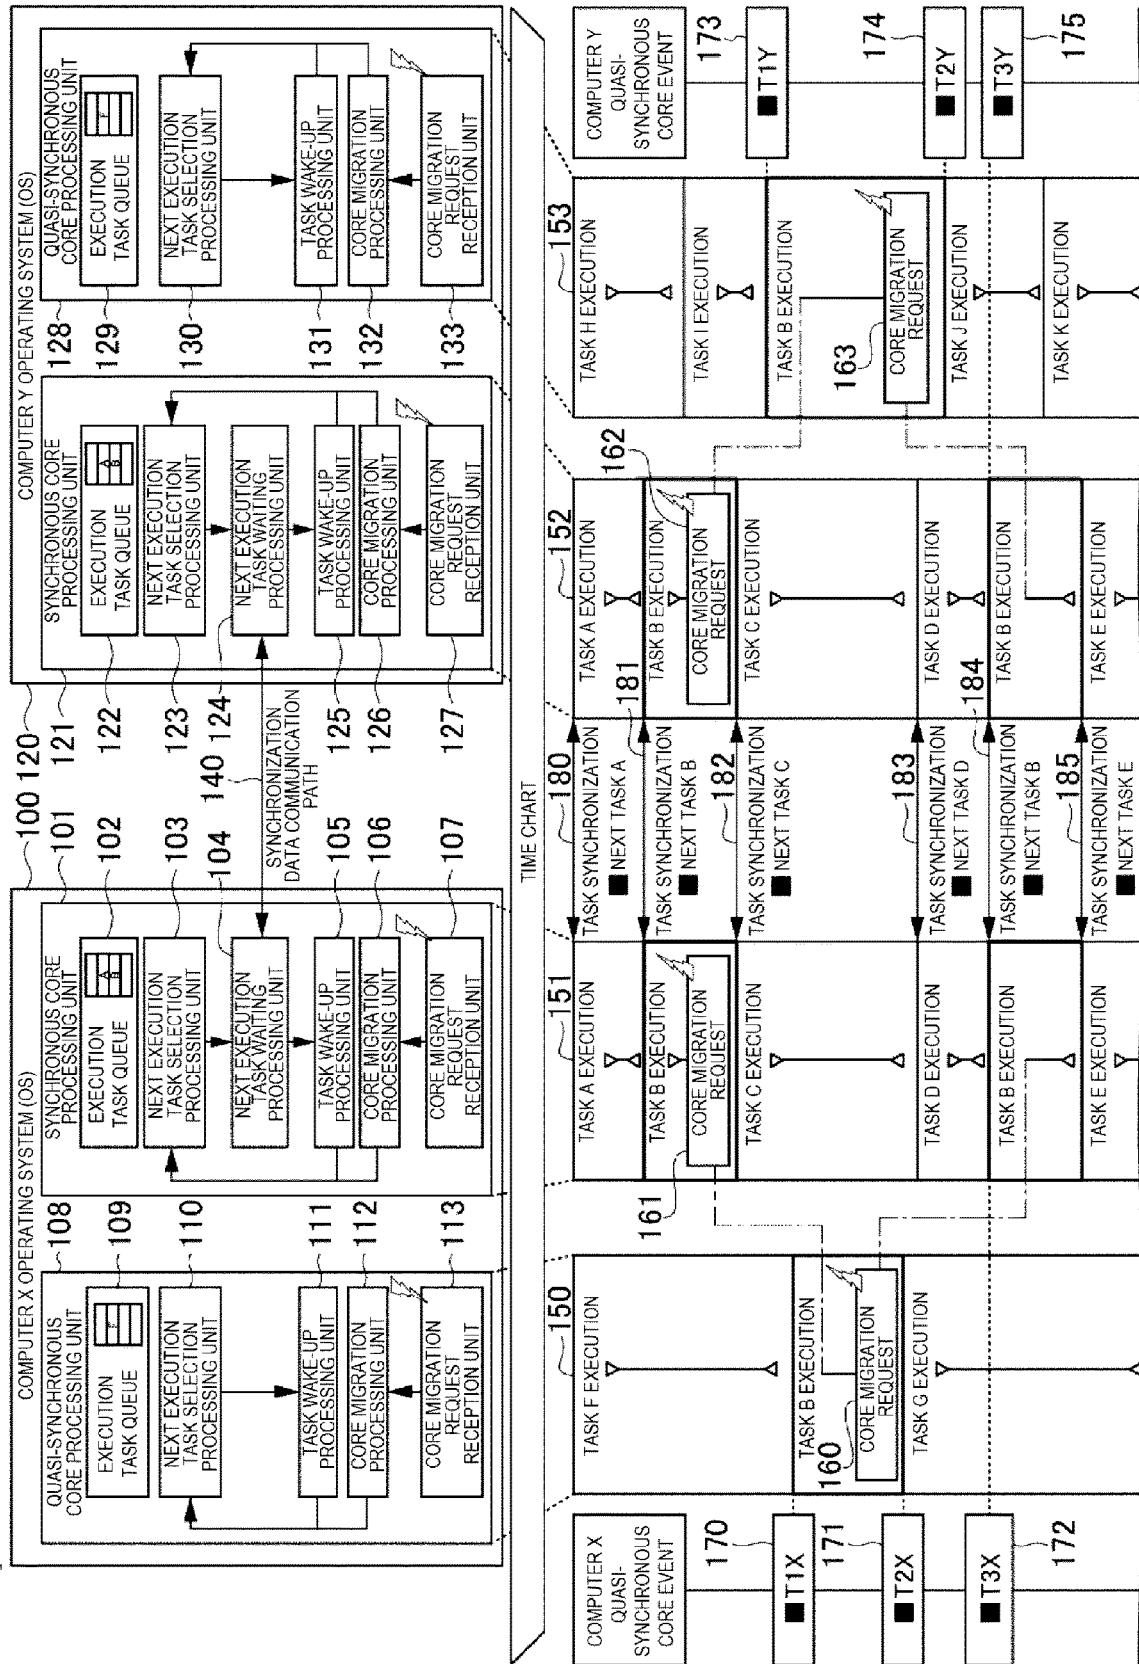 COMPUTER X OPERATING SYSTEM (OS)
QUASI-SYNCHRONOUS
CORE PROCESSING UNIT
108
EXECUTION
TASK QUEUE
F
109
NEXT EXECUTION
TASK SELECTION
PROCESSING UNIT
110
TASK WAKE-UP
PROCESSING UNIT
111
CORE MIGRATION
PROCESSING UNIT
112
CORE MIGRATION
REQUEST
RECEPTION UNIT
113
SYNCHRONOUS CORE
PROCESSING UNIT
100
101
EXECUTION
TASK QUEUE
A
B
102
NEXT EXECUTION
TASK SELECTION
PROCESSING UNIT
103
NEXT EXECUTION
TASK WAITING
PROCESSING UNIT
104
TASK WAKE-UP
PROCESSING UNIT
105
CORE MIGRATION
PROCESSING UNIT
106
CORE MIGRATION
REQUEST
RECEPTION UNIT
107
140
SYNCHRONIZATION
DATA COMMUNICATION
PATH
COMPUTER Y OPERATING SYSTEM (OS)
120
SYNCHRONOUS CORE
PROCESSING UNIT
121
EXECUTION
TASK QUEUE
A
B
122
NEXT EXECUTION
TASK SELECTION
PROCESSING UNIT
123
NEXT EXECUTION
TASK WAITING
PROCESSING UNIT
124
TASK WAKE-UP
PROCESSING UNIT
125
CORE MIGRATION
PROCESSING UNIT
126
CORE MIGRATION
REQUEST
RECEPTION UNIT
127
QUASI-SYNCHRONOUS
CORE PROCESSING UNIT
128
EXECUTION
TASK QUEUE
F
129
NEXT EXECUTION
TASK SELECTION
PROCESSING UNIT
130
TASK WAKE-UP
PROCESSING UNIT
131
CORE MIGRATION
PROCESSING UNIT
132
CORE MIGRATION
REQUEST
RECEPTION UNIT
133
TIME CHART
COMPUTER X
QUASI-
SYNCHRONOUS
CORE EVENT
■T1X
170
■T2X
171
■T3X
172
150
TASK F EXECUTION
TASK B EXECUTION
CORE MIGRATION
REQUEST
160
TASK G EXECUTION
151
TASK A EXECUTION
TASK B EXECUTION
CORE MIGRATION
REQUEST
161
TASK C EXECUTION
TASK D EXECUTION
TASK B EXECUTION
TASK E EXECUTION
180
TASK SYNCHRONIZATION
■ NEXT TASK A
181
TASK SYNCHRONIZATION
■ NEXT TASK B
182
TASK SYNCHRONIZATION
■ NEXT TASK C
183
TASK SYNCHRONIZATION
■ NEXT TASK D
184
TASK SYNCHRONIZATION
■ NEXT TASK B
185
TASK SYNCHRONIZATION
■ NEXT TASK E
152
TASK A EXECUTION
TASK B EXECUTION
CORE MIGRATION
REQUEST
162
TASK C EXECUTION
TASK D EXECUTION
TASK B EXECUTION
TASK E EXECUTION
153
TASK H EXECUTION
TASK I EXECUTION
TASK B EXECUTION
CORE MIGRATION
REQUEST
163
TASK J EXECUTION
TASK K EXECUTION
COMPUTER Y
QUASI-
SYNCHRONOUS
CORE EVENT
■T1Y
173
■T2Y
174
■T3Y
175